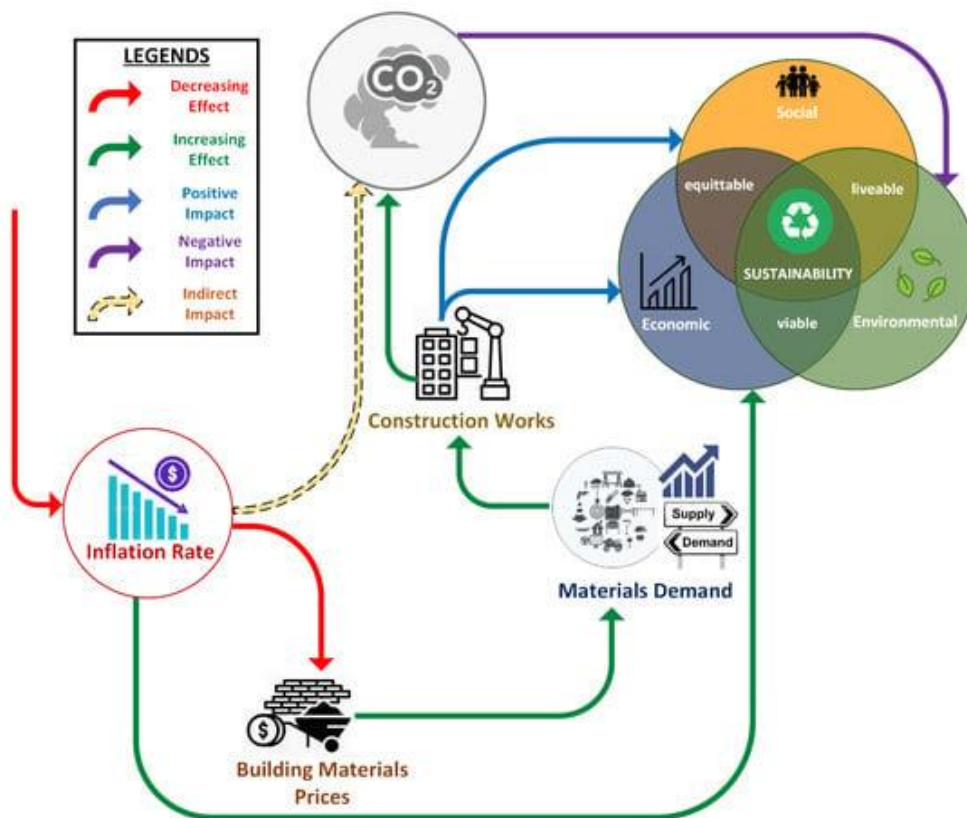 LEGENDS
Decreasing
Effect
Increasing
Effect
Positive
Impact
Negative
Impact
Indirect
Impact
CO2
Social
equittable
liveable
SUSTAINABILITY
Economic
viable
Environmental
Construction Works
$
Inflation Rate
Supply
Demand
Materials Demand
$
Building Materials
Prices